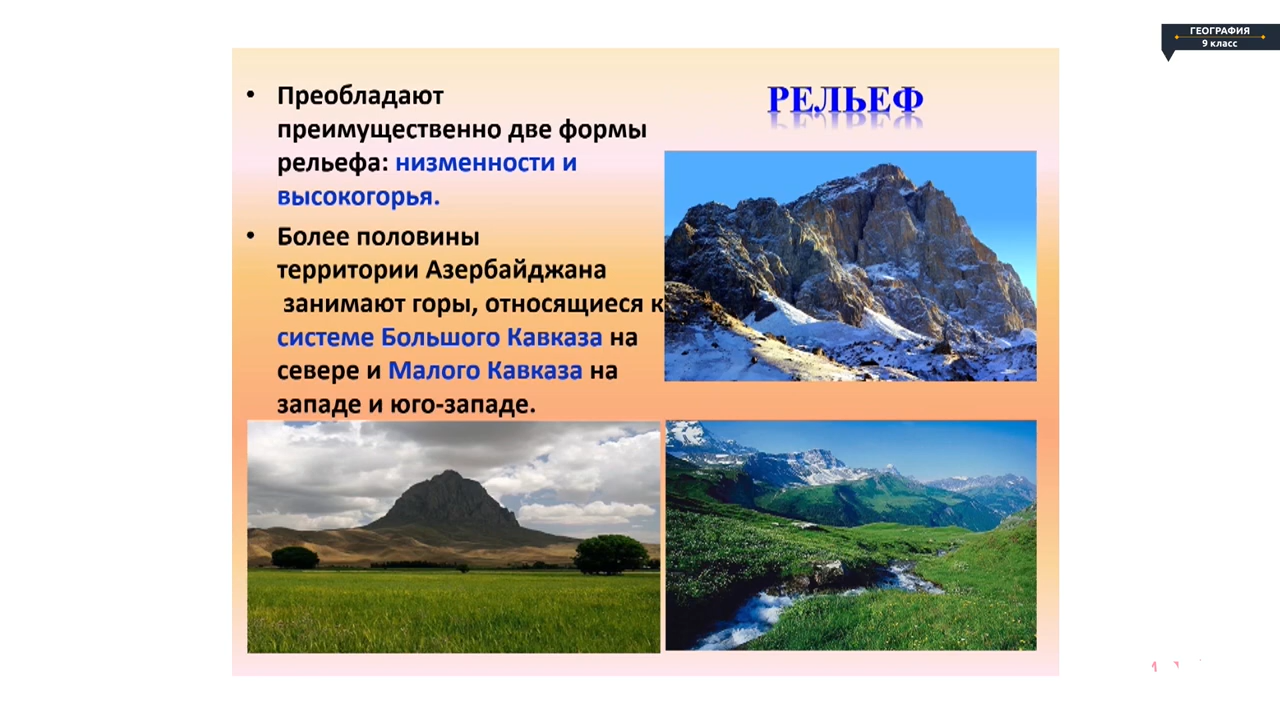 ГЕОГРАФИЯ
9 класс
РЕЛЬЕФ
• Преобладают
преимущественно две формы
рельефа: низменности и
высокогорья.
• Более половины
территории Азербайджана
занимают горы, относящиеся к
системе Большого Кавказа на
севере и Малого Кавказа на
западе и юго-западе.